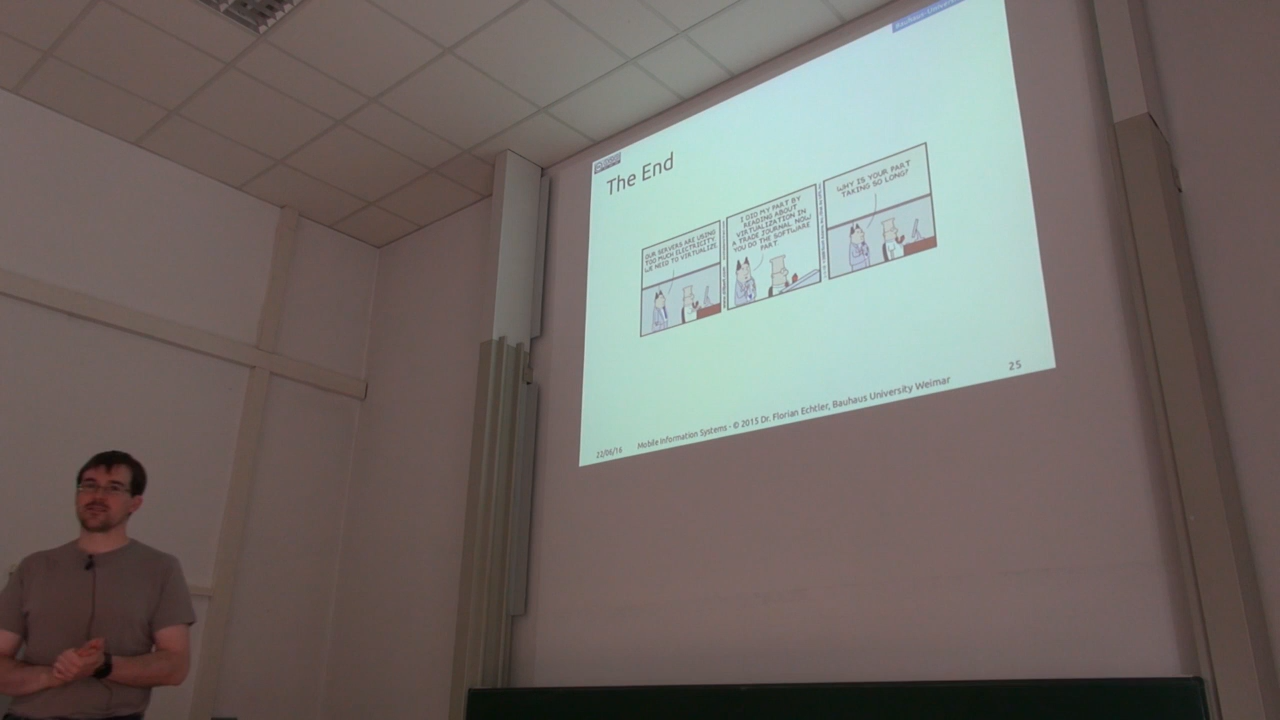 Bauhaus-Univers
The End
OUR SERVERS ARE USING
TOO MUCH ELECTRICITY.
WE NEED TO VIRTUALIZE.
I DID MY PART BY
READING ABOUT
VIRTUALIZATION IN
A TRADE JOURNAL. NOW
YOU DO THE SOFTWARE
PART.
WHY IS YOUR PART
TAKING SO LONG?
22/06/16
Mobile Information Systems - © 2015 Dr. Florian Echtler, Bauhaus University Weimar
25